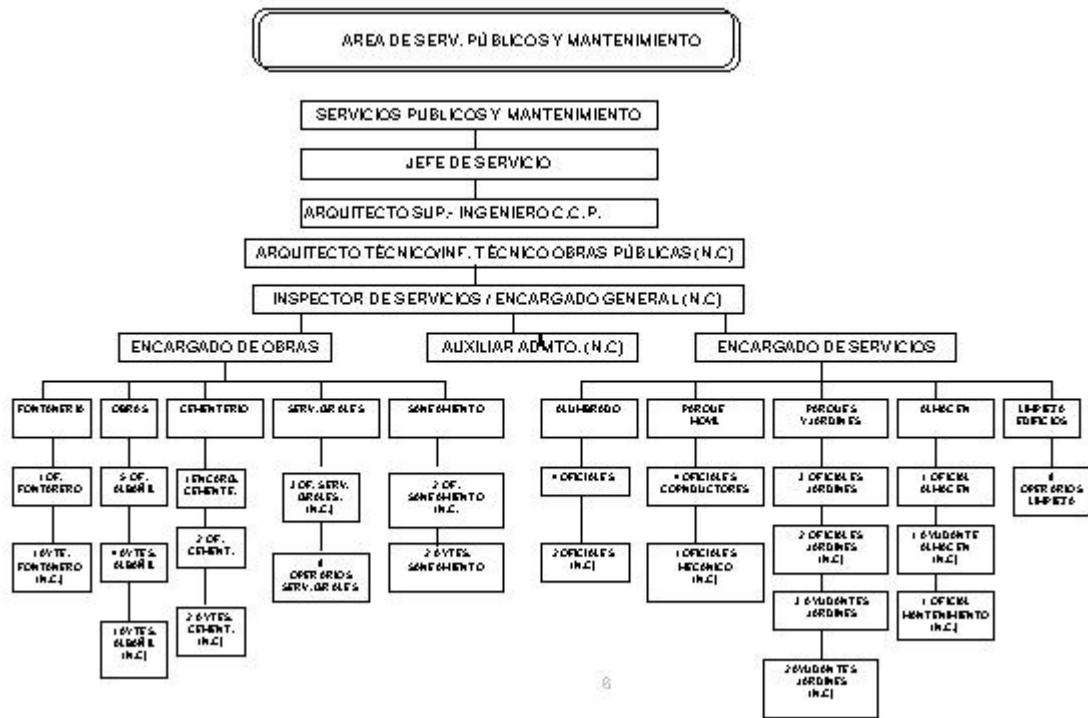 AREA DE SERV. PÚBLICOS Y MANTENIMIENTO
SERVICIOS PUBLICOS Y MANTENIMIENTO
JEFE DE SERVICIO
ARQUITECTO SUP.- INGENIERO C.C.P.
ARQUITECTO TÉCNICO/INF. TÉCNICO OBRAS PÚBLICAS (N.C)
INSPECTOR DE SERVICIOS / ENCARGADO GENERAL (N.C)
ENCARGADO DE OBRAS
AUXILIAR ADMTO. (N.C)
ENCARGADO DE SERVICIOS
FONTANERIA
OBRAS
CEMENTERIO
SERV. GRALES
SANEAMIENTO
ALUMBRADO
PARQUE
MOVIL
PARQUES
Y JARDINES
ALMACEN
LIMPIEZA
EDIFICIOS
1 OF.
FONTANERO
OF.
ALBAÑIL
1 ENCARG.
CEMENTE.
OF. SERV.
GRALES.
(N.C.)
OF.
SANEAMIENTO
(N.C.
OFICIALES
OFICIALES
CONDUCTORES
OFICIALES
JARDINES
1 OFICIAL
ALMACEN
OPERARIOS
LIMPIEZA
1 AYTE.
FONTANERO
(N.C.)
AYTES.
ALBAÑIL
2 OF.
CEMENT.
OPERARIOS
SERV. GRALES
2 AYTES.
SANEAMIENTO
2 OFICIALES
(N.C)
1 OFICIALES
MECÁNICO
(N.C)
2 OFICIALES
JARDINES
(N.C)
1 AYUDANTE
ALMACEN
(N.C)
AYTES.
ALBAÑIL
(N.C)
AYTES.
CEMENT.
(N.C)
AYUDANTES
JARDINES
1 OFICIAL
MANTENIMIENTO
(N.C.)
AYUDANTES
JARDINES
(N.C)
6